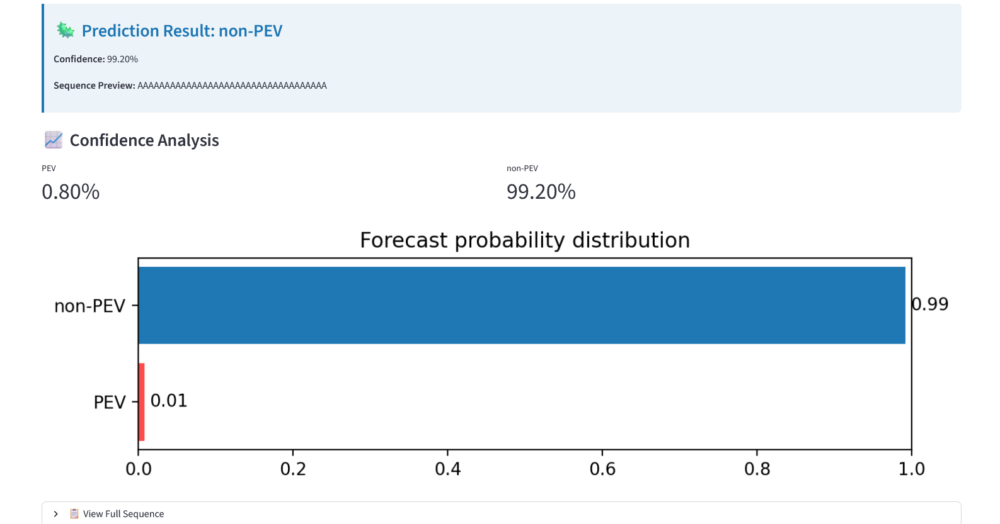 Prediction Result: non-PEV
Confidence: 99.20%
Sequence Preview: AAAAAAAAAAAAAAAAAAAAAAAAAAAAAAAAAAA
Confidence Analysis
PEV
0.80%
non-PEV
99.20%
Forecast probability distribution
non-PEV
0.99
PEV
0.01
0.0 0.2 0.4 0.6 0.8 1.0
View Full Sequence